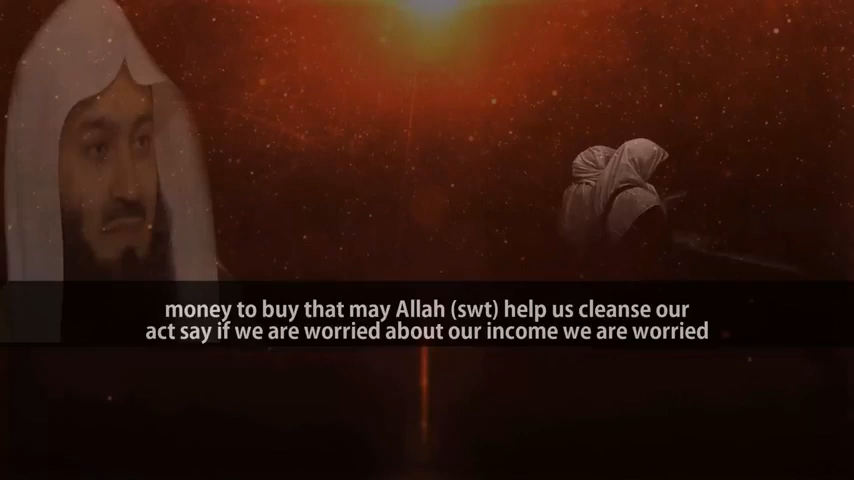 money to buy that may Allah (swt) help us cleanse our
act say if we are worried about our income we are worried